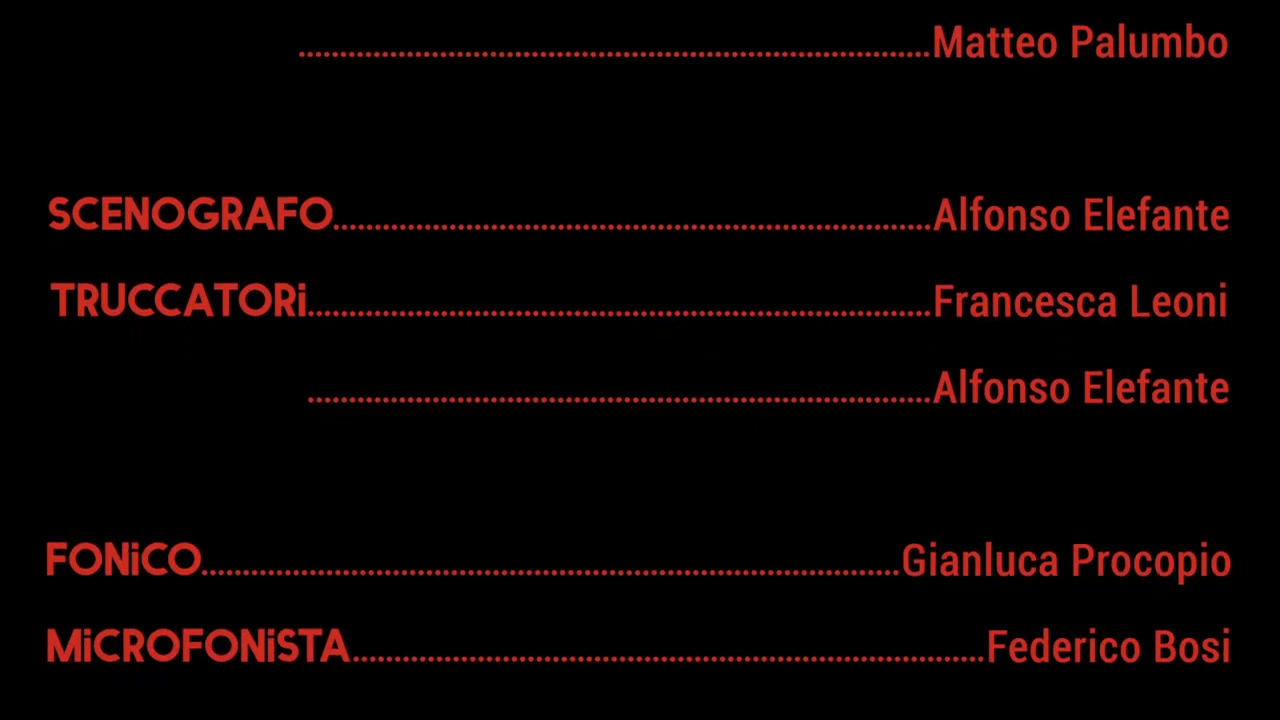 ..............................................................................Matteo Palumbo
SCENOGRAFO..........................................................................Alfonso Elefante
TRUCCATORi.............................................................................Francesca Leoni
.............................................................................Alfonso Elefante
FONiCO......................................................................................Gianluca Procopio
MiCROFONiSTA..............................................................................Federico Bosi